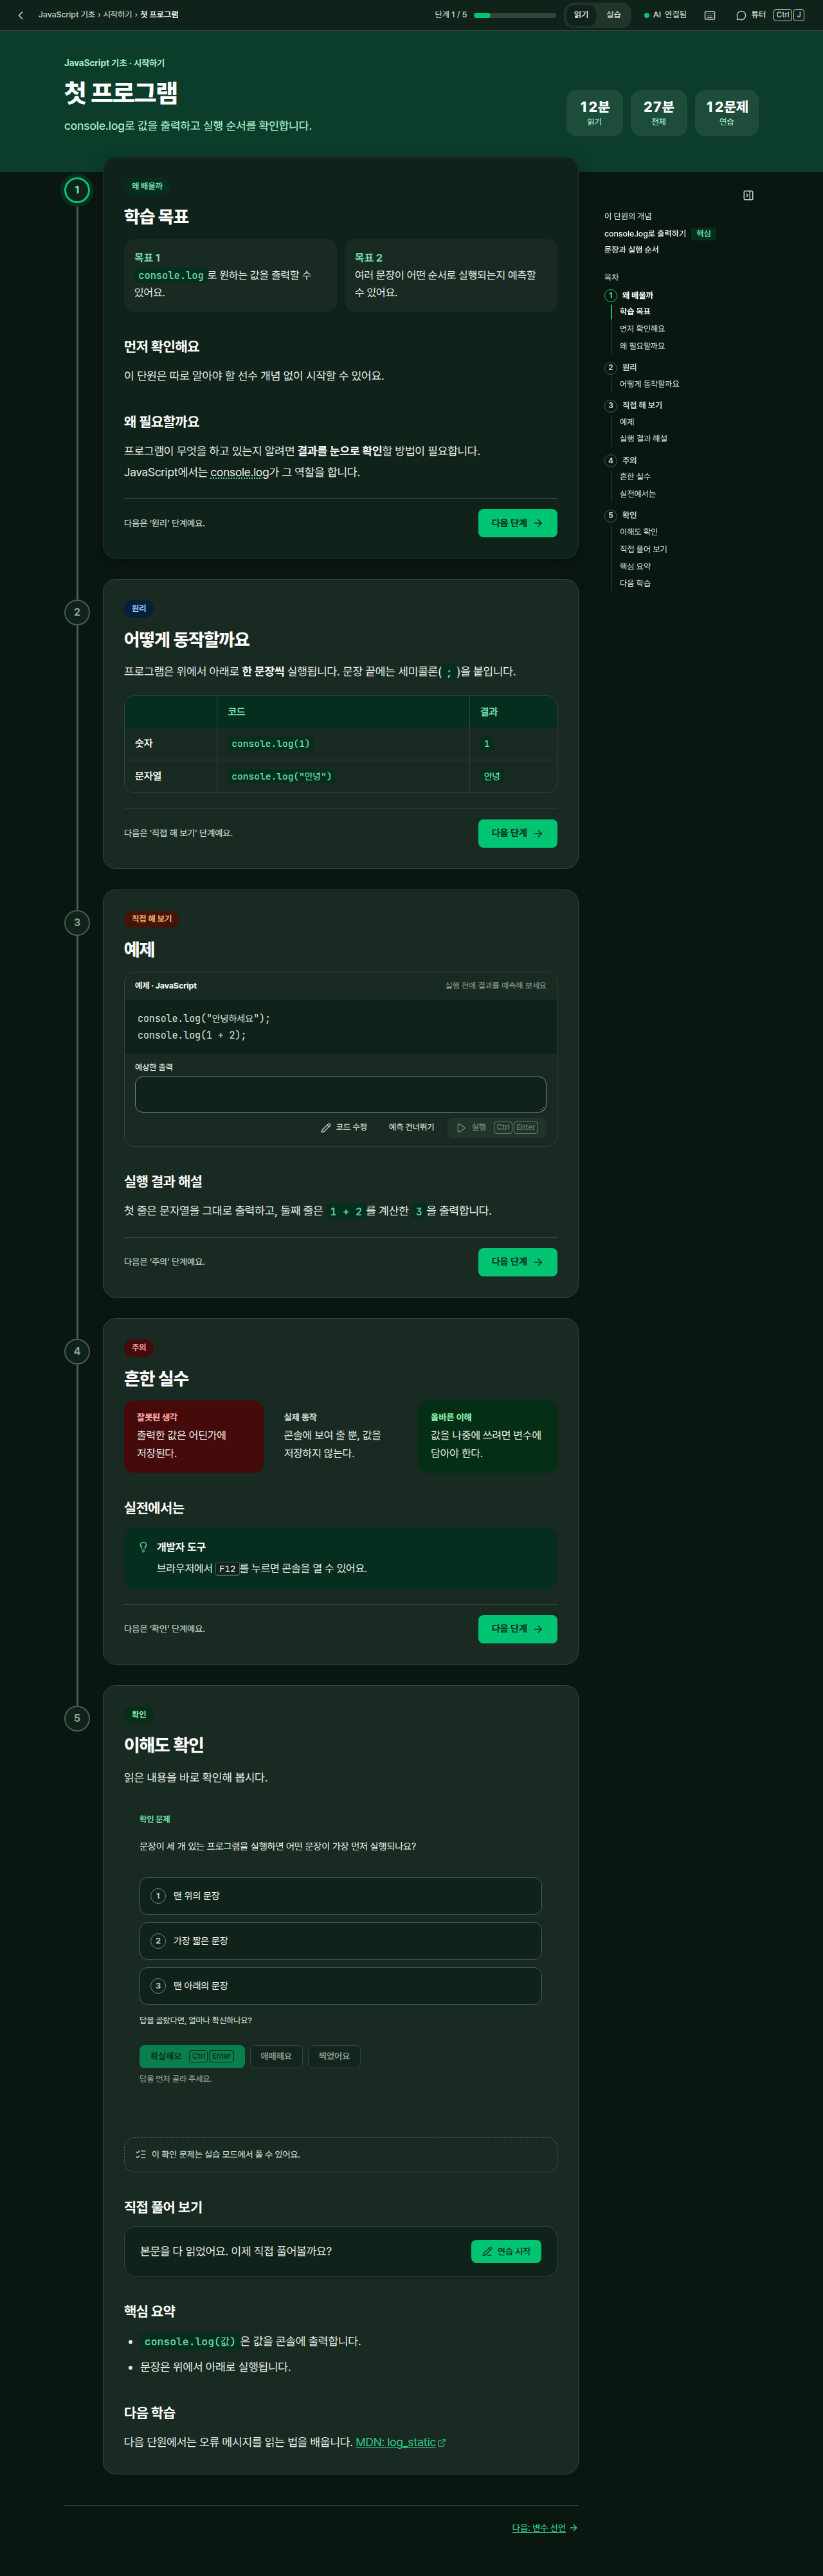 JavaScript 기초 › 시작하기 › 첫 프로그램
단계 1 / 5
읽기 실습
AI 연결됨
튜터 Ctrl J
JavaScript 기초 · 시작하기
첫 프로그램
console.log로 값을 출력하고 실행 순서를 확인합니다.
12분
읽기
27분
전체
12문제
연습
1
왜 배울까
학습 목표
목표 1
console.log 로 원하는 값을 출력할 수
있어요.
목표 2
여러 문장이 어떤 순서로 실행되는지 예측할
수 있어요.
먼저 확인해요
이 단원은 따로 알아야 할 선수 개념 없이 시작할 수 있어요.
왜 필요할까요
프로그램이 무엇을 하고 있는지 알려면 결과를 눈으로 확인할 방법이 필요합니다.
JavaScript에서는 console.log가 그 역할을 합니다.
다음은 '원리' 단계예요.
다음 단계
이 단원의 개념
console.log로 출력하기 핵심
문장과 실행 순서
목차
1 왜 배울까
학습 목표
먼저 확인해요
왜 필요할까요
2 원리
어떻게 동작할까요
3 직접 해 보기
예제
실행 결과 해설
4 주의
흔한 실수
실전에서는
5 확인
이해도 확인
직접 풀어 보기
핵심 요약
다음 학습
2
원리
어떻게 동작할까요
프로그램은 위에서 아래로 한 문장씩 실행됩니다. 문장 끝에는 세미콜론( ; )을 붙입니다.
코드 결과
숫자 console.log(1) 1
문자열 console.log("안녕") 안녕
다음은 '직접 해 보기' 단계예요.
다음 단계
3
직접 해 보기
예제
예제 · JavaScript
실행 전에 결과를 예측해 보세요
console.log("안녕하세요");
console.log(1 + 2);
예상한 출력
코드 수정 예측 건너뛰기 실행 Ctrl Enter
실행 결과 해설
첫 줄은 문자열을 그대로 출력하고, 둘째 줄은 1 + 2 를 계산한 3 을 출력합니다.
다음은 '주의' 단계예요.
다음 단계
4
주의
흔한 실수
잘못된 생각
출력한 값은 어딘가에
저장된다.
실제 동작
콘솔에 보여 줄 뿐, 값을
저장하지 않는다.
올바른 이해
값을 나중에 쓰려면 변수에
담아야 한다.
실전에서는
개발자 도구
브라우저에서 F12 를 누르면 콘솔을 열 수 있어요.
다음은 '확인' 단계예요.
다음 단계
5
확인
이해도 확인
읽은 내용을 바로 확인해 봅시다.
확인 문제
문장이 세 개 있는 프로그램을 실행하면 어떤 문장이 가장 먼저 실행되나요?
1 맨 위의 문장
2 가장 짧은 문장
3 맨 아래의 문장
답을 골랐다면, 얼마나 확신하나요?
확실해요 Ctrl Enter 애매해요 찍었어요
답을 먼저 골라 주세요.
이 확인 문제는 실습 모드에서 풀 수 있어요.
직접 풀어 보기
본문을 다 읽었어요. 이제 직접 풀어볼까요?
연습 시작
핵심 요약
• console.log(값) 은 값을 콘솔에 출력합니다.
• 문장은 위에서 아래로 실행됩니다.
다음 학습
다음 단원에서는 오류 메시지를 읽는 법을 배웁니다. MDN: log_static
다음: 변수 선언